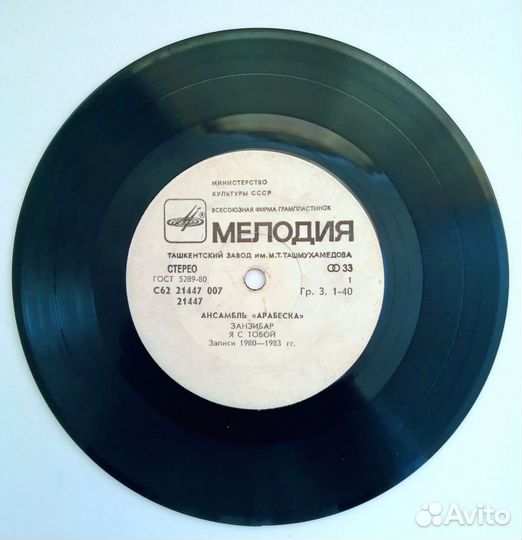 МИНИСТЕРСТВО
КУЛЬТУРЫ СССР
ВСЕСОЮЗНАЯ ФИРМА ГРАМПЛАСТИНОК
МЕЛОДИЯ
ТАШКЕНТСКИЙ ЗАВОД ИМ. М.Т. ТАШМУХАМЕДОВА
СТЕРЕО 33
ГОСТ 5289-80 1
С62 21447 007 Гр. 3. 1-40
21447
АНСАМБЛЬ «АРАБЕСКА»
ЗАНЗИБАР
Я С ТОБОЙ
Записи 1980—1983 гг.
Avito